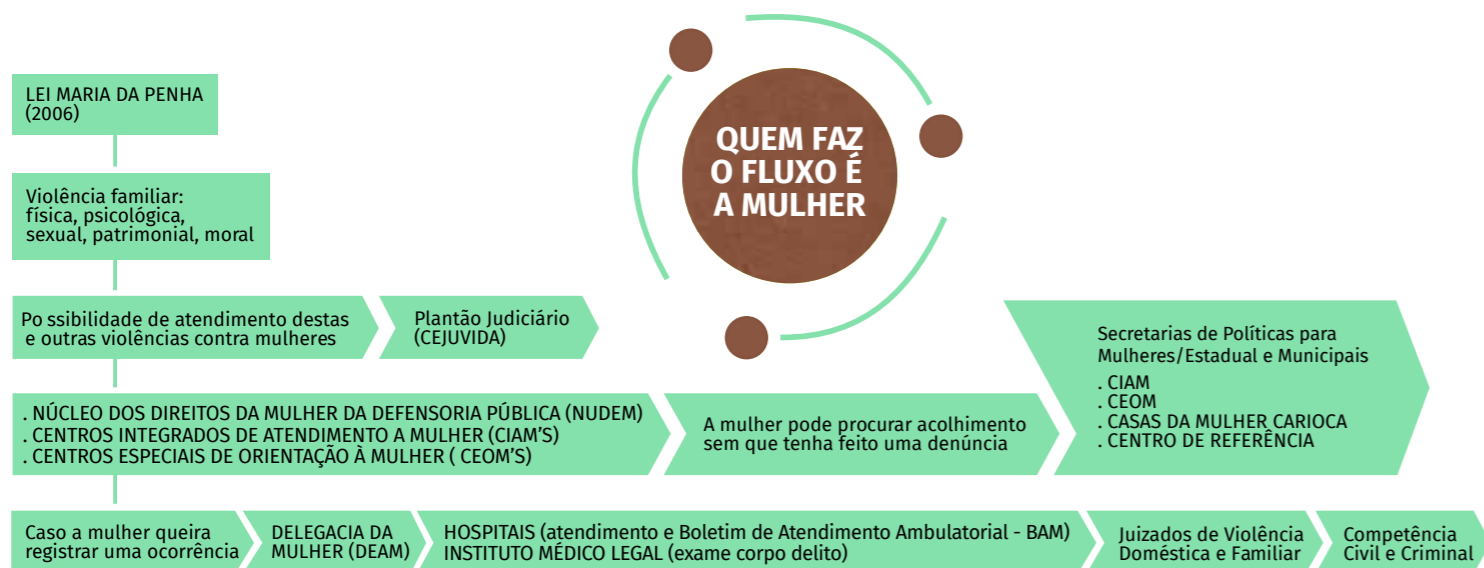 QUEM FAZ
O FLUXO É
A MULHER
LEI MARIA DA PENHA
(2006)
Violência familiar:
física, psicológica,
sexual, patrimonial, moral
Po ssibilidade de atendimento destas
e outras violências contra mulheres
Plantão Judiciário
(CEJUVIDA)
. NÚCLEO DOS DIREITOS DA MULHER DA DEFENSORIA PÚBLICA (NUDEM)
. CENTROS INTEGRADOS DE ATENDIMENTO A MULHER (CIAM'S)
. CENTROS ESPECIAIS DE ORIENTAÇÃO À MULHER ( CEOM'S)
A mulher pode procurar acolhimento
sem que tenha feito uma denúncia
Secretarias de Políticas para
Mulheres/Estadual e Municipais
. CIAM
. CEOM
. CASAS DA MULHER CARIOCA
. CENTRO DE REFERÊNCIA
Caso a mulher queira
registrar uma ocorrência
DELEGACIA DA
MULHER (DEAM)
HOSPITAIS (atendimento e Boletim de Atendimento Ambulatorial - BAM)
INSTITUTO MÉDICO LEGAL (exame corpo delito)
Juizados de Violência
Doméstica e Familiar
Competência
Civil e Criminal